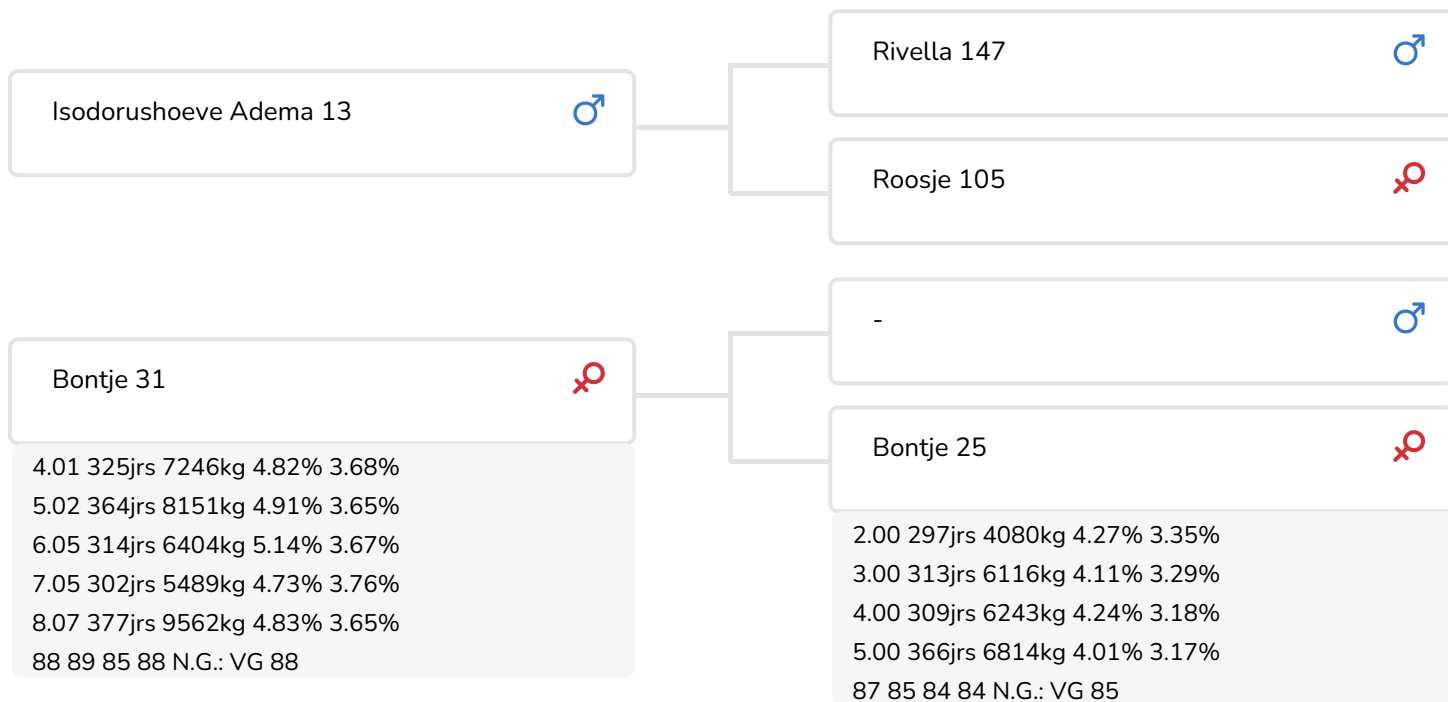 Isodorushoeve Adema 13
Rivella 147
Roosje 105
Bontje 31
4.01 325jrs 7246kg 4.82% 3.68%
5.02 364jrs 8151kg 4.91% 3.65%
6.05 314jrs 6404kg 5.14% 3.67%
7.05 302jrs 5489kg 4.73% 3.76%
8.07 377jrs 9562kg 4.83% 3.65%
88 89 85 88 N.G.: VG 88
-
Bontje 25
2.00 297jrs 4080kg 4.27% 3.35%
3.00 313jrs 6116kg 4.11% 3.29%
4.00 309jrs 6243kg 4.24% 3.18%
5.00 366jrs 6814kg 4.01% 3.17%
87 85 84 84 N.G.: VG 85